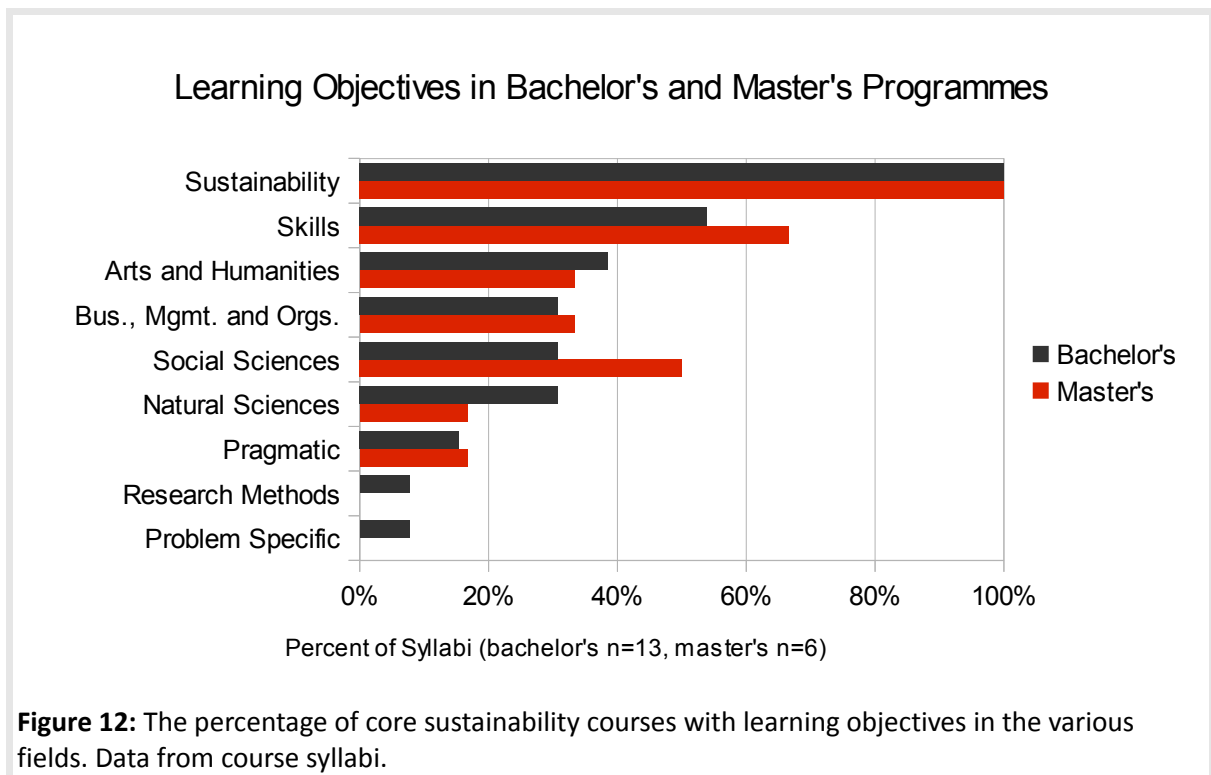 Learning Objectives in Bachelor's and Master's Programmes
Sustainability
Skills
Arts and Humanities
Bus., Mgmt. and Orgs.
Social Sciences
Natural Sciences
Pragmatic
Research Methods
Problem Specific
Bachelor's
Master's
0% 20% 40% 60% 80% 100%
Percent of Syllabi (bachelor's n=13, master's n=6)
Figure 12: The percentage of core sustainability courses with learning objectives in the various
fields. Data from course syllabi.